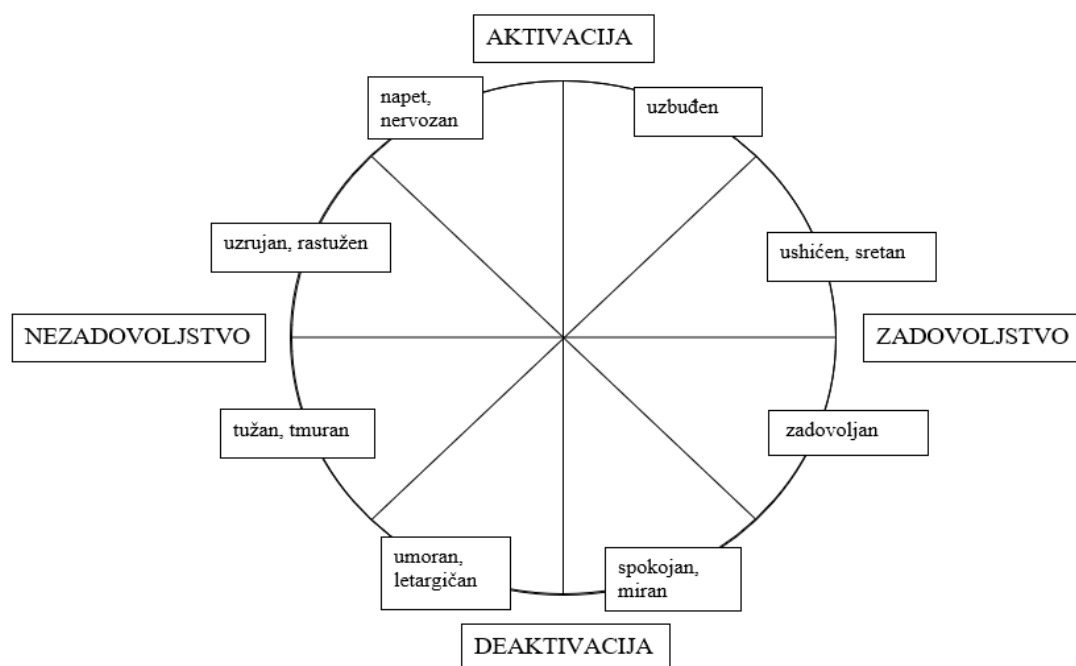 AKTIVACIJA
napet,
nervozan
uzbuđen
uzrujan, rastužen
ushićen, sretan
NEZADOVOLJSTVO
ZADOVOLJSTVO
tužan, tmuran
zadovoljan
umoran,
letargičan
spokojan,
miran
DEAKTIVACIJA